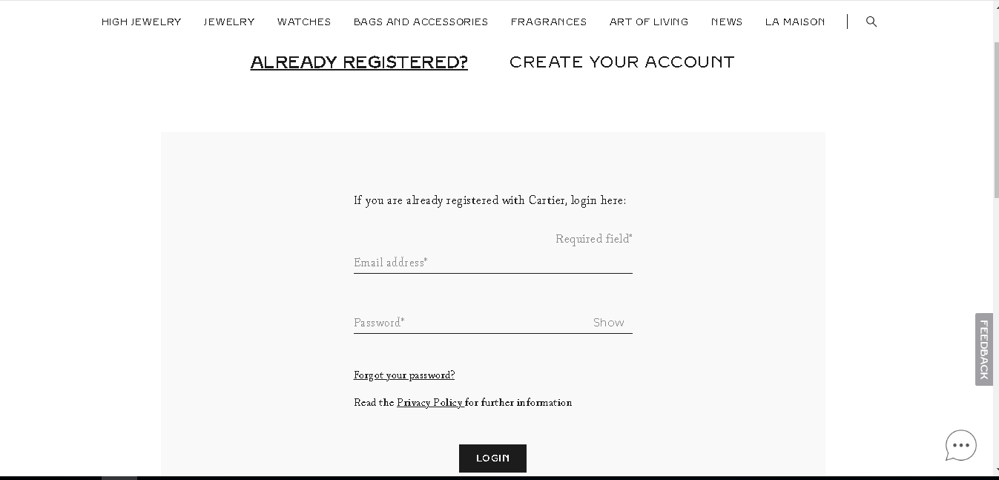 HIGH JEWELRY JEWELRY WATCHES BAGS AND ACCESSORIES FRAGRANCES ART OF LIVING NEWS LA MAISON
ALREADY REGISTERED? CREATE YOUR ACCOUNT
If you are already registered with Cartier, login here:
Required field*
Email address*
Password* Show
FEEDBACK
Forgot your password?
Read the Privacy Policy for further information
LOGIN